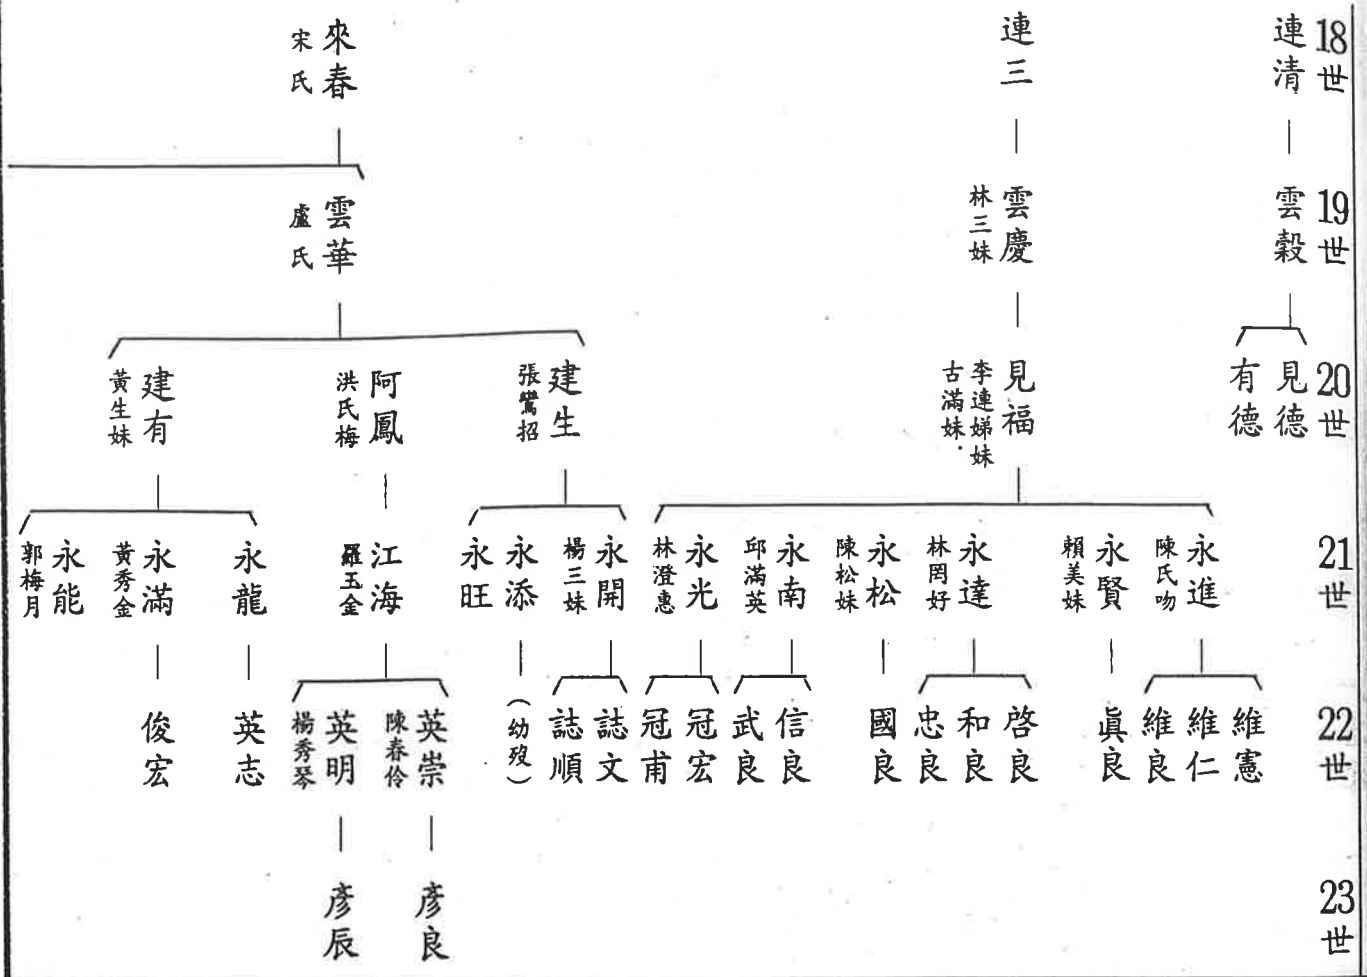 18世
連清
連三
來春
宋氏
19世
雲穀
雲慶
林三妹
雲華
盧氏
20世
見德
有德
見福
李連娣妹
古滿妹
建生
張鸞招
阿鳳
洪氏梅
建有
黃生妹
21世
永進
陳氏吻
永賢
賴美妹
永達
林罔好
永松
陳松妹
永南
邱滿英
永光
林澄惠
永開
楊三妹
永添
永旺
江海
羅玉金
永龍
永滿
黃秀金
永能
郭梅月
22世
維憲
維仁
維良
眞良
啓良
和良
忠良
國良
信良
武良
冠宏
冠甫
誌文
誌順
(幼歿)
英崇
陳春伶
英明
楊秀琴
英志
俊宏
23世
彥良
彥辰